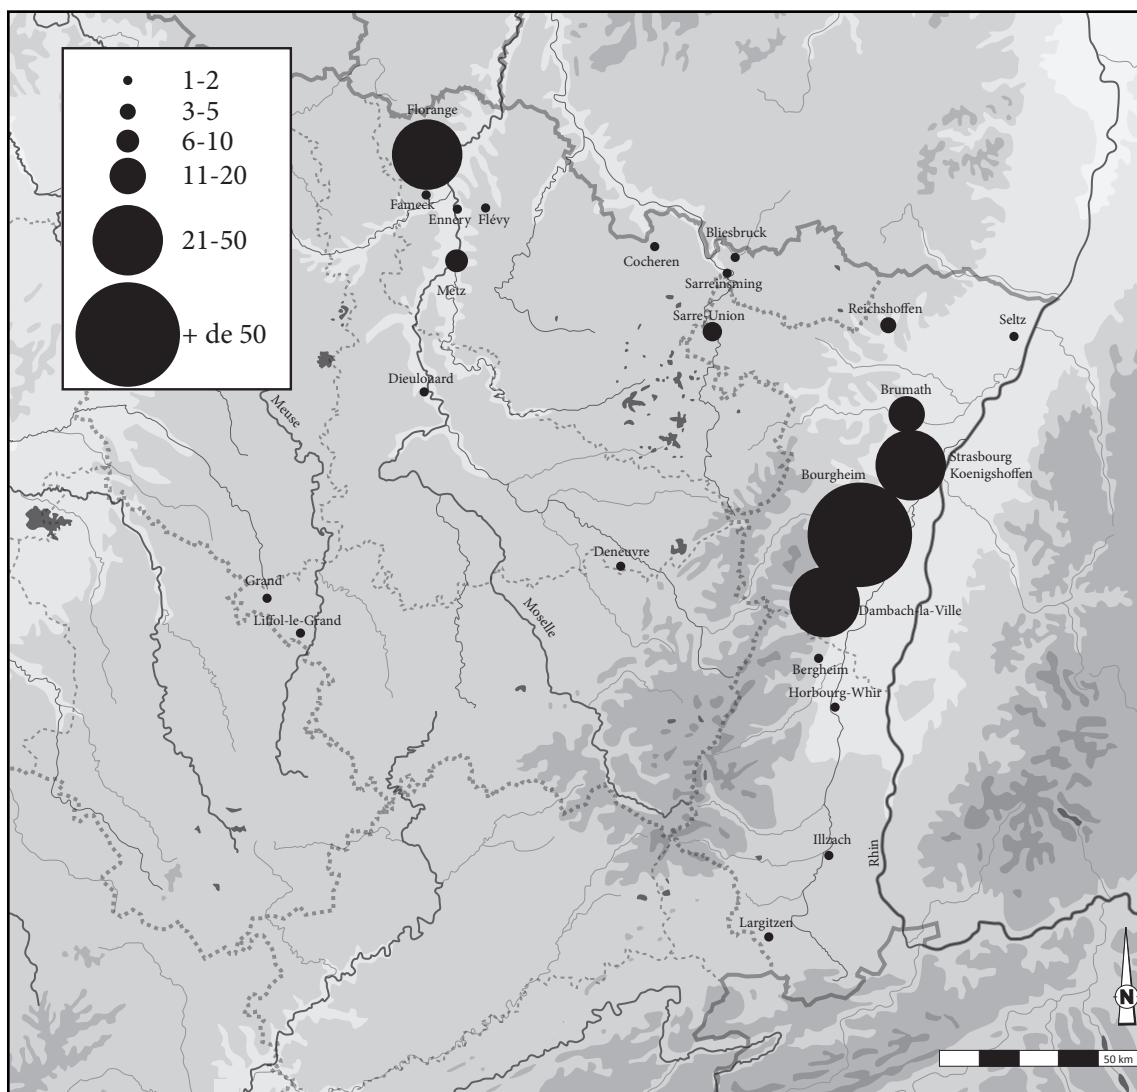 1-2
3-5
6-10
11-20
21-50
+ de 50
Florange
Fameck
Ennery
Flévy
Metz
Cocheren
Bliesbruck
Sarreinsming
Sarre-Union
Reichshoffen
Seltz
Dieulouard
Meuse
Brumath
Strasbourg
Koenigshoffen
Bourgheim
Deneuvre
Grand
Liffol-le-Grand
Moselle
Dambach-la-Ville
Bergheim
Horbourg-Whir
Illzach
Rhin
Largitzen
N
50 km